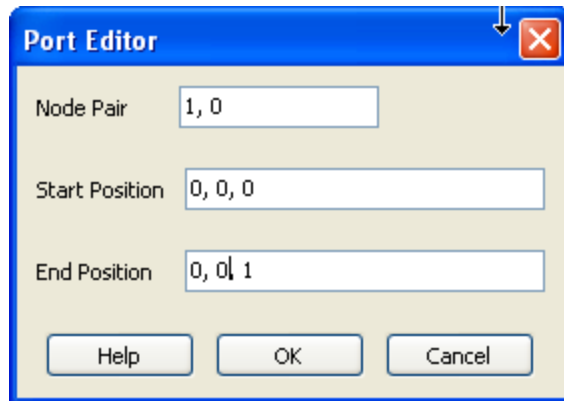 Port Editor
Node Pair 1, 0
Start Position 0, 0, 0
End Position 0, 0, 1
Help OK Cancel